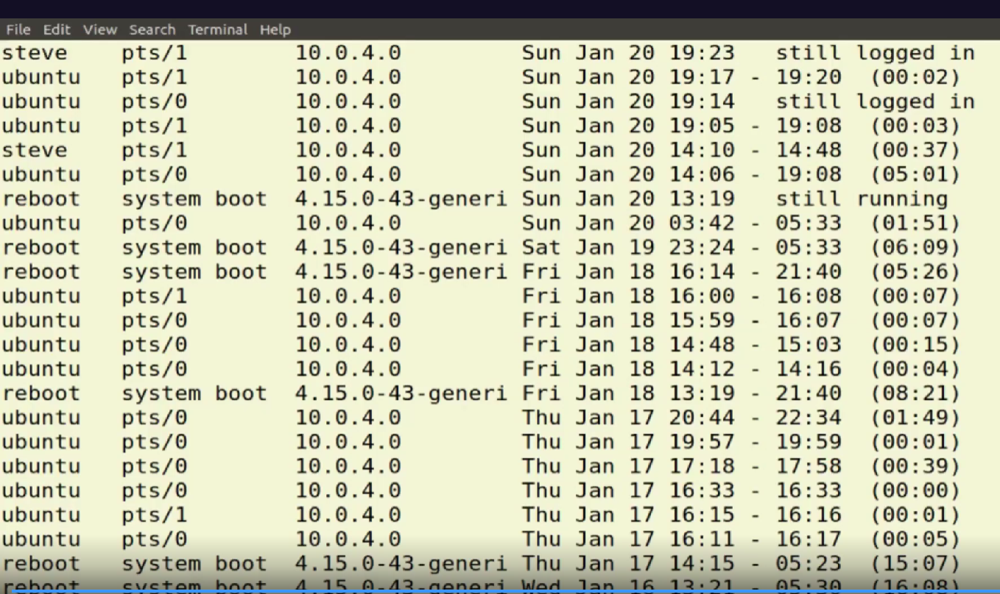 File Edit View Search Terminal Help
steve pts/1 10.0.4.0 Sun Jan 20 19:23 still logged in
ubuntu pts/1 10.0.4.0 Sun Jan 20 19:17 - 19:20 (00:02)
ubuntu pts/0 10.0.4.0 Sun Jan 20 19:14 still logged in
ubuntu pts/1 10.0.4.0 Sun Jan 20 19:05 - 19:08 (00:03)
steve pts/1 10.0.4.0 Sun Jan 20 14:10 - 14:48 (00:37)
ubuntu pts/0 10.0.4.0 Sun Jan 20 14:06 - 19:08 (05:01)
reboot system boot 4.15.0-43-generi Sun Jan 20 13:19 still running
ubuntu pts/0 10.0.4.0 Sun Jan 20 03:42 - 05:33 (01:51)
reboot system boot 4.15.0-43-generi Sat Jan 19 23:24 - 05:33 (06:09)
reboot system boot 4.15.0-43-generi Fri Jan 18 16:14 - 21:40 (05:26)
ubuntu pts/1 10.0.4.0 Fri Jan 18 16:00 - 16:08 (00:07)
ubuntu pts/0 10.0.4.0 Fri Jan 18 15:59 - 16:07 (00:07)
ubuntu pts/0 10.0.4.0 Fri Jan 18 14:48 - 15:03 (00:15)
ubuntu pts/0 10.0.4.0 Fri Jan 18 14:12 - 14:16 (00:04)
reboot system boot 4.15.0-43-generi Fri Jan 18 13:19 - 21:40 (08:21)
ubuntu pts/0 10.0.4.0 Thu Jan 17 20:44 - 22:34 (01:49)
ubuntu pts/0 10.0.4.0 Thu Jan 17 19:57 - 19:59 (00:01)
ubuntu pts/0 10.0.4.0 Thu Jan 17 17:18 - 17:58 (00:39)
ubuntu pts/0 10.0.4.0 Thu Jan 17 16:33 - 16:33 (00:00)
ubuntu pts/1 10.0.4.0 Thu Jan 17 16:15 - 16:16 (00:01)
ubuntu pts/0 10.0.4.0 Thu Jan 17 16:11 - 16:17 (00:05)
reboot system boot 4.15.0-43-generi Thu Jan 17 14:15 - 05:23 (15:07)
reboot system boot 4.15.0-43-generi Wed Jan 16 13:21 - 05:30 (16:08)